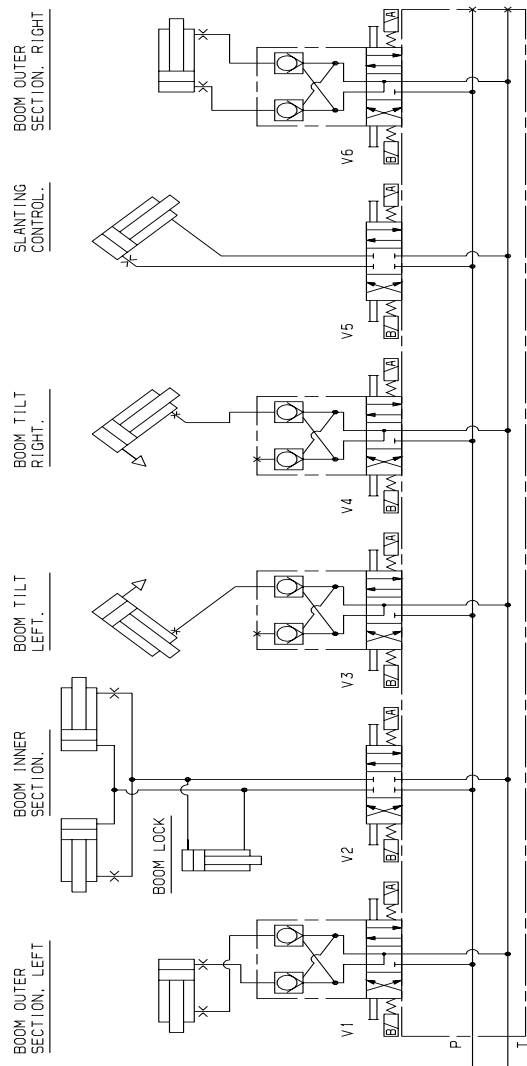 BOOM OUTER
SECTION, LEFT
BOOM INNER
SECTION.
BOOM LOCK
BOOM TILT
LEFT.
BOOM TILT
RIGHT.
SLANTING
CONTROL.
BOOM OUTER
SECTION. RIGHT
V1
V2
V3
V4
V5
V6
B
A
B
A
B
A
B
A
B
A
B
A
P
T